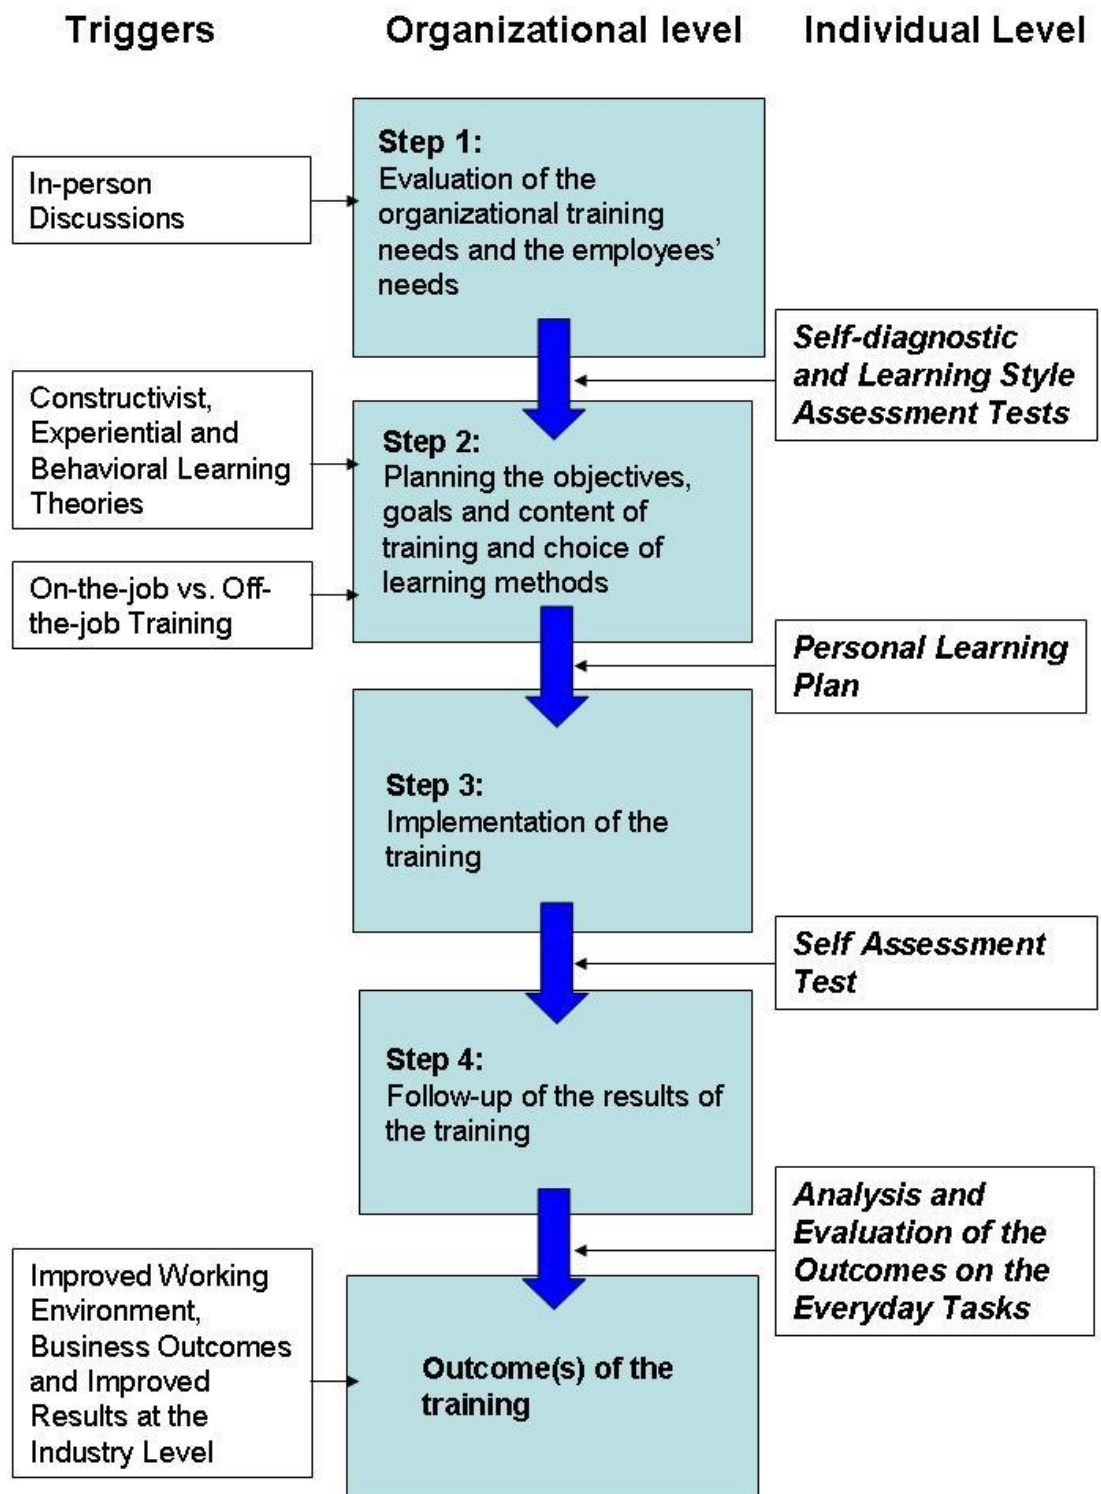 Triggers
Organizational level
Individual Level
Step 1:
Evaluation of the
organizational training
needs and the employees'
needs
In-person
Discussions
Self-diagnostic
and Learning Style
Assessment Tests
Constructivist,
Experiential and
Behavioral Learning
Theories
Step 2:
Planning the objectives,
goals and content of
training and choice of
learning methods
On-the-job vs. Off-
the-job Training
Personal Learning
Plan
Step 3:
Implementation of the
training
Self Assessment
Test
Step 4:
Follow-up of the results of
the training
Analysis and
Evaluation of the
Outcomes on the
Everyday Tasks
Improved Working
Environment,
Business Outcomes
and Improved
Results at the
Industry Level
Outcome(s) of the
training